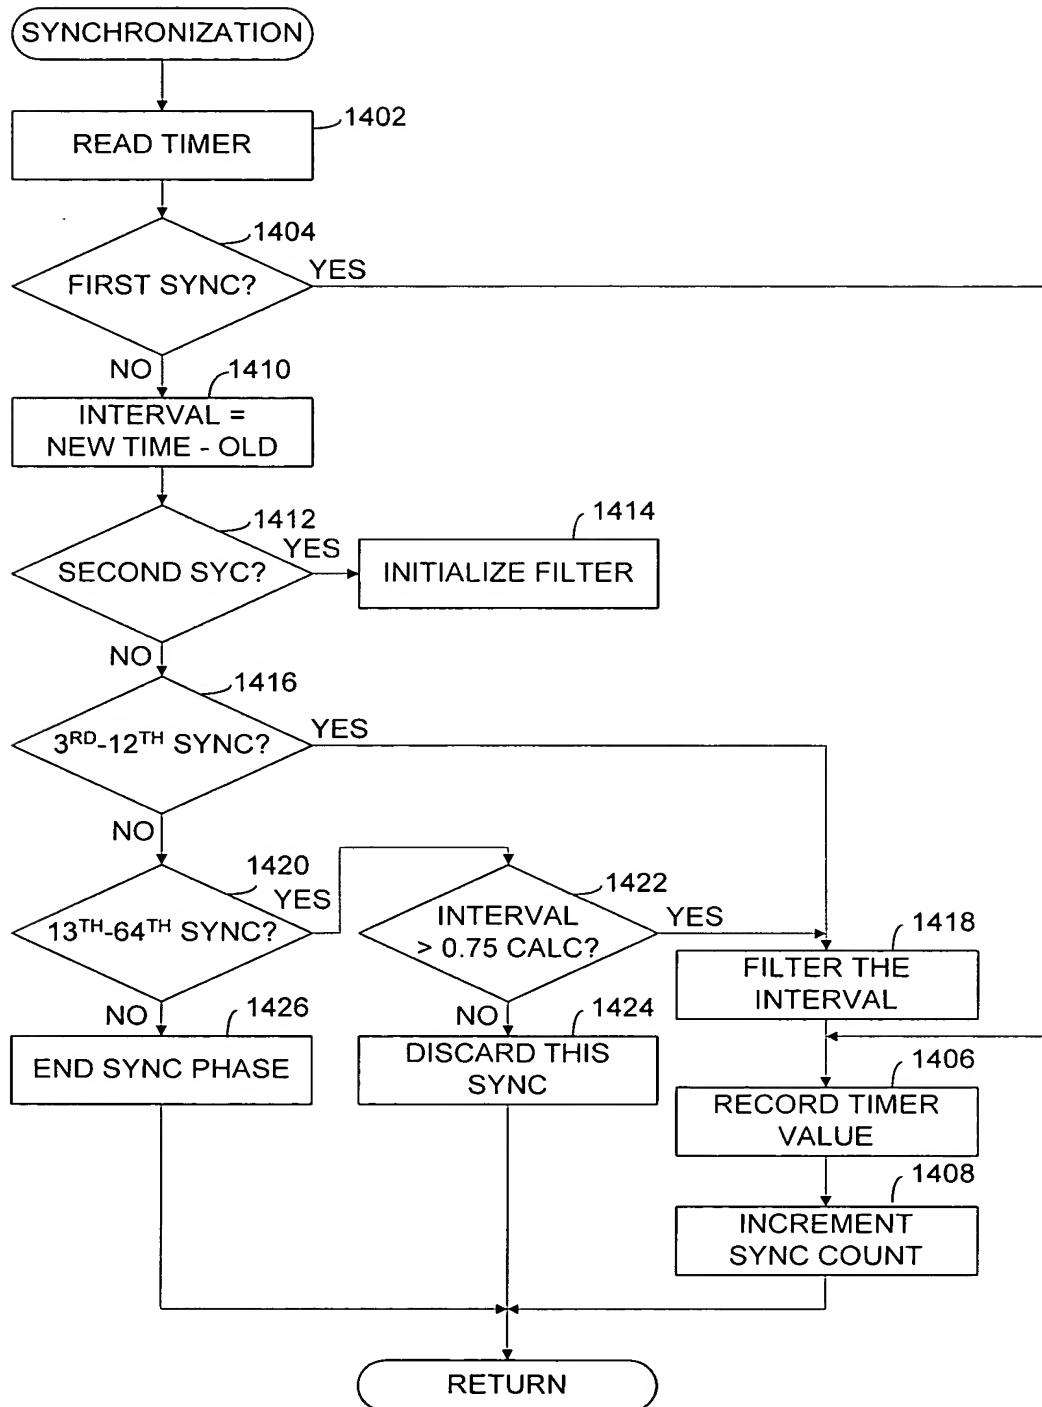 SYNCHRONIZATION
1402
READ TIMER
1404
YES
FIRST SYNC?
NO
1410
INTERVAL =
NEW TIME - OLD
1412
YES
SECOND SYC?
1414
INITIALIZE FILTER
NO
1416
YES
3RD-12TH SYNC?
NO
1420
YES
13TH-64TH SYNC?
1422
YES
INTERVAL
> 0.75 CALC?
1418
FILTER THE
INTERVAL
NO
1426
END SYNC PHASE
NO
1424
DISCARD THIS
SYNC
1406
RECORD TIMER
VALUE
1408
INCREMENT
SYNC COUNT
RETURN